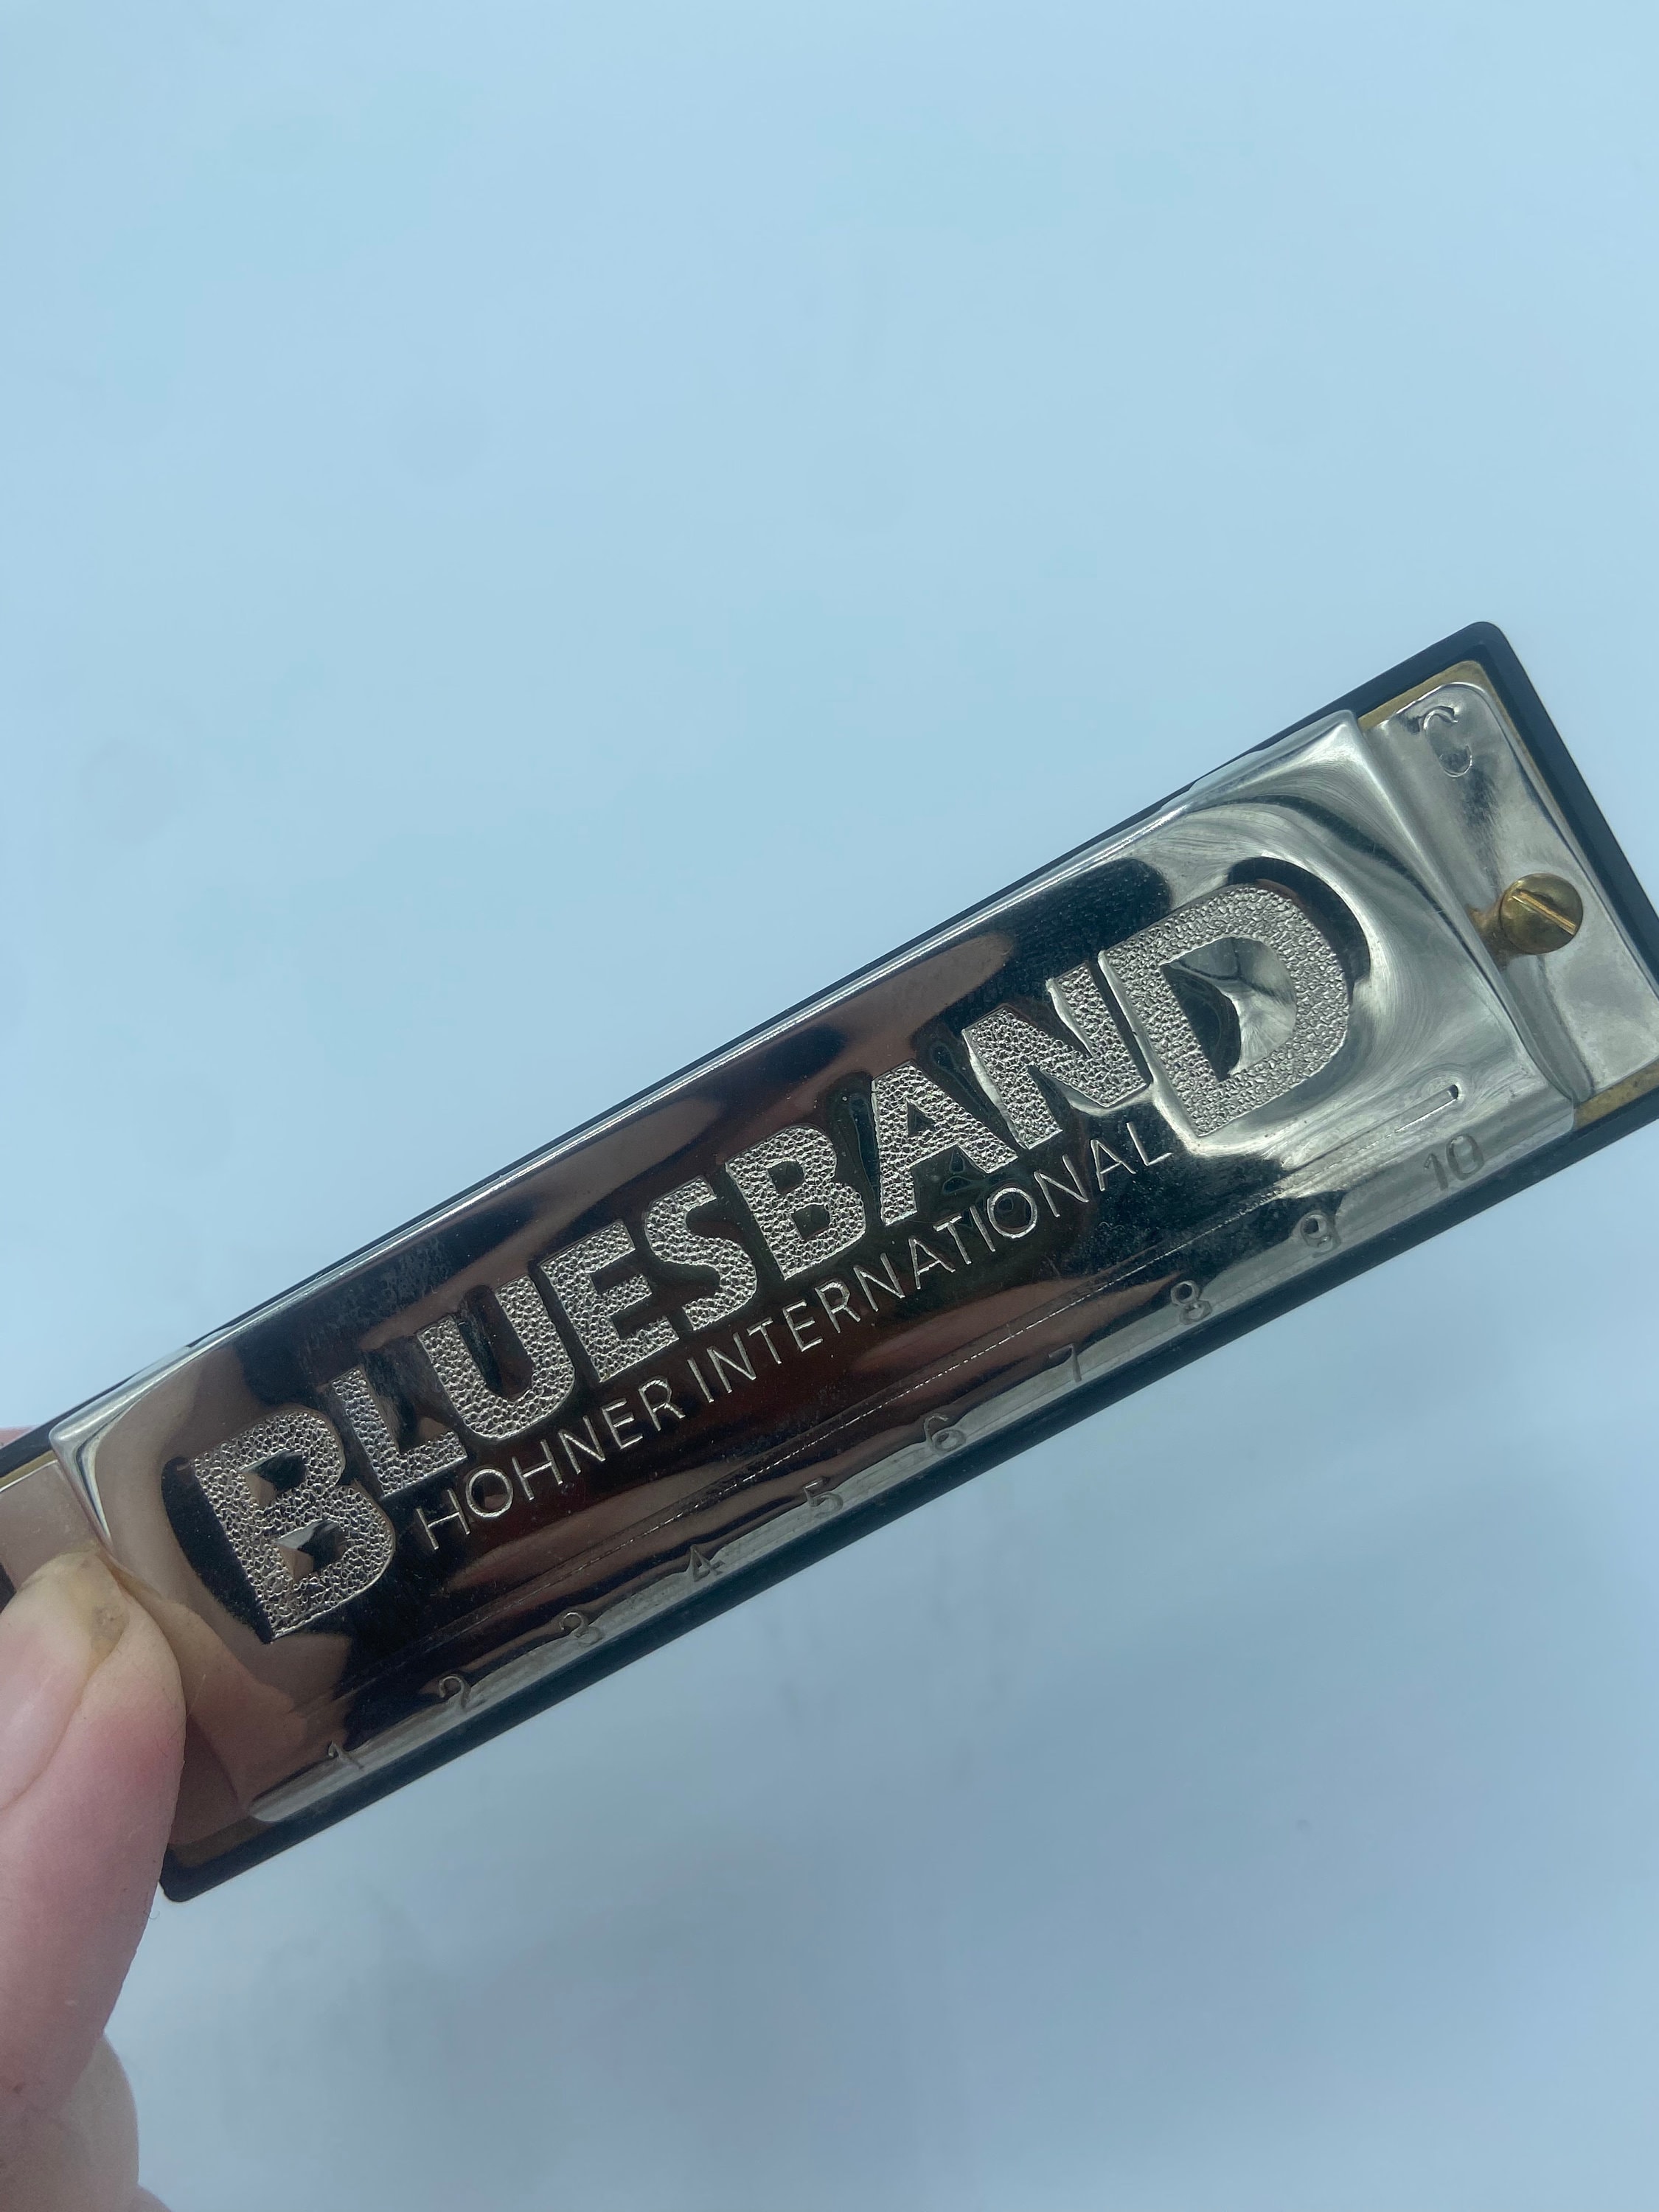 C
BLUESBAND
HOHNER INTERNATIONAL
1 2 3 4 5 6 7 8 9 10